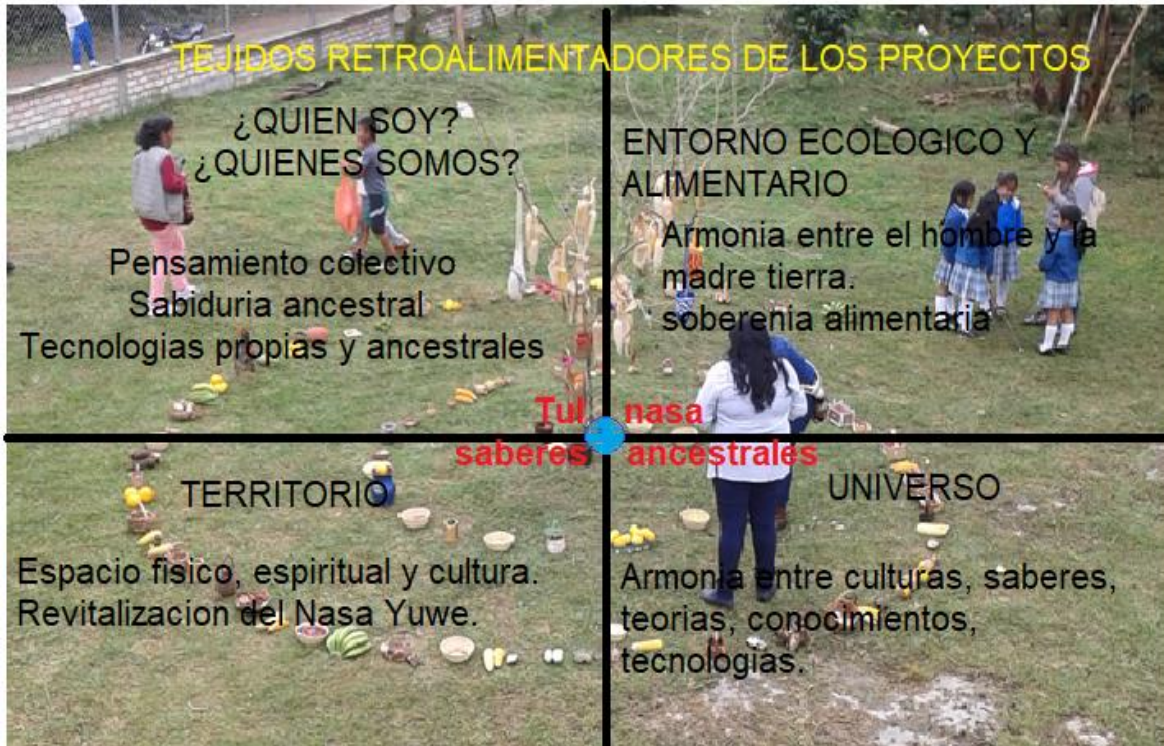 TEJIDOS RETROALIMENTADORES DE LOS PROYECTOS
¿QUIEN SOY?
¿QUIENES SOMOS?
Pensamiento colectivo
Sabiduria ancestral
Tecnologias propias y ancestrales
ENTORNO ECOLOGICO Y
ALIMENTARIO
Armonia entre el hombre y la
madre tierra.
soberenia alimentaria
Tul nasa
saberes ancestrales
TERRITORIO
Espacio fisico, espiritual y cultura.
Revitalizacion del Nasa Yuwe.
UNIVERSO
Armonia entre culturas, saberes,
teorias, conocimientos,
tecnologias.